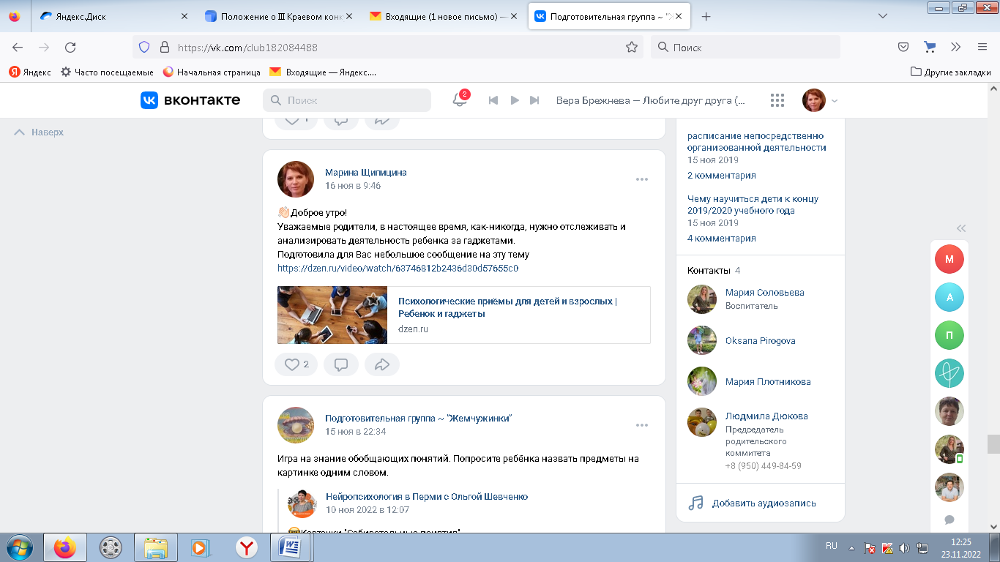 Яндекс.Диск
Положение о III Краевом конк
Входящие (1 новое письмо) —
Подготовительная группа ~ "Ж
https://vk.com/club182084488
Поиск
Яндекс
Часто посещаемые
Начальная страница
Входящие — Яндекс....
Другие закладки
вконтакте
Поиск
2
Вера Брежнева – Любите друг друга (...
Наверх
1
Марина Щипицина
16 ноя в 9:46
Доброе утро!
Уважаемые родители, в настоящее время, как-никогда, нужно отслеживать и
анализировать деятельность ребенка за гаджетами.
Подготовила для Вас небольшое сообщение на эту тему
https://dzen.ru/video/watch/63746812b2436d30d57655c0
Психологические приёмы для детей и взрослых |
Ребенок и гаджеты
dzen.ru
2
Подготовительная группа ~ "Жемчужинки"
15 ноя в 22:34
Игра на знание обобщающих понятий. Попросите ребёнка назвать предметы на
картинке одним словом.
Нейропсихология в Перми с Ольгой Шевченко
10 ноя 2022 в 12:07
Карточки "Собирательные понятия"
расписание непосредственно
организованной деятельности
15 ноя 2019
2 комментария
Чему научиться дети к концу
2019/2020 учебного года
15 ноя 2019
4 комментария
Контакты 4
Мария Соловьева
Воспитатель
Oksana Pirogova
Мария Плотникова
Людмила Дюкова
Председатель
родительского
коммитета
+8 (950) 449-84-59
Добавить аудиозапись
М
А
П
RU
12:25
23.11.2022